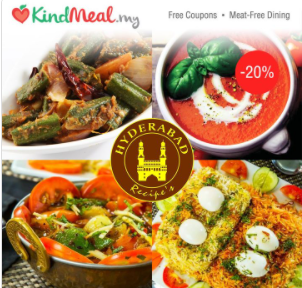 KindMeal.my
Free Coupons • Meat-Free Dining
-20%
HYDERABAD
Recipe's